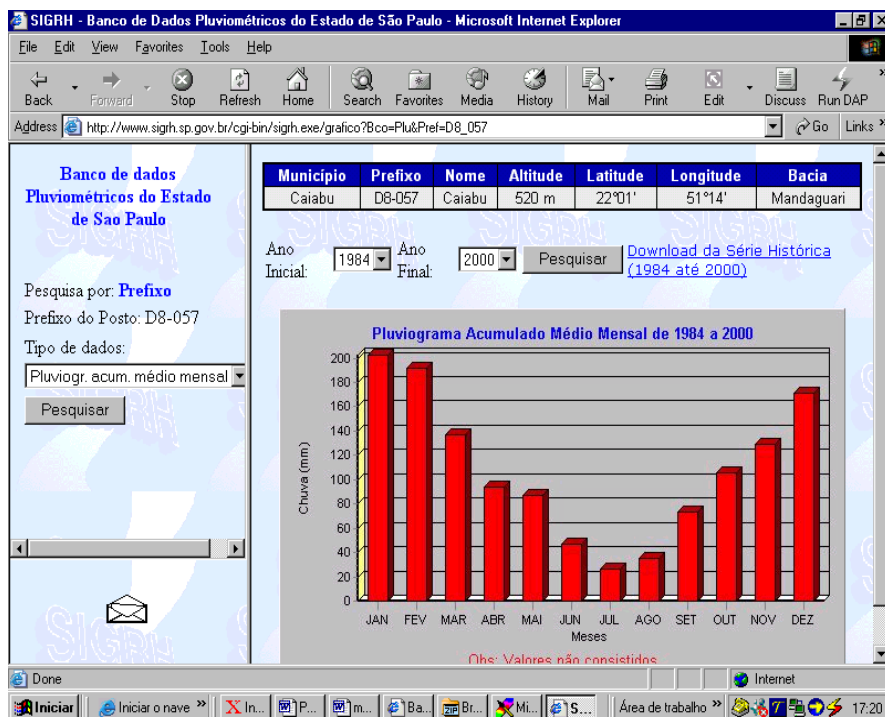 SIGRH - Banco de Dados Pluviométricos do Estado de São Paulo - Microsoft Internet Explorer
File Edit View Favorites Tools Help
Back Forward Stop Refresh Home Search Favorites Media History Mail Print Edit Discuss Run DAP
Address http://www.sigrh.sp.gov.br/cgi-bin/sigrh.exe/grafico?Bco=Plu&Pref=D8_057 Go Links
Banco de dados
Pluviométricos do Estado
de Sao Paulo
Pesquisa por: Prefixo
Prefixo do Posto: D8-057
Tipo de dados:
Pluviogr. acum. médio mensal
Pesquisar
Município Prefixo Nome Altitude Latitude Longitude Bacia
Caiabu D8-057 Caiabu 520 m 22°01' 51°14' Mandaguari
Ano Inicial: 1984 Ano Final: 2000 Pesquisar Download da Série Histórica
(1984 até 2000)
Pluviograma Acumulado Médio Mensal de 1984 a 2000
Chuva (mm)
200
180
160
140
120
100
80
60
40
20
0
JAN FEV MAR ABR MAI JUN JUL AGO SET OUT NOV DEZ
Meses
Obs: Valores não consistidos
SIGRH
Done Internet
Iniciar Iniciar o nave » In... P... m... Ba... Br... Mi... S... Área de trabalho » 17:20